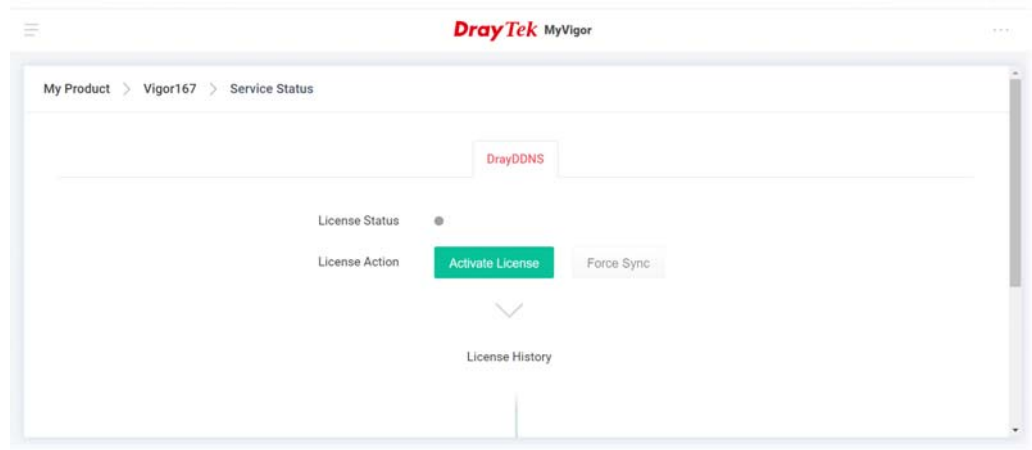 DrayTek MyVigor
My Product > Vigor167 > Service Status
DrayDDNS
License Status
License Action Activate License Force Sync
License History